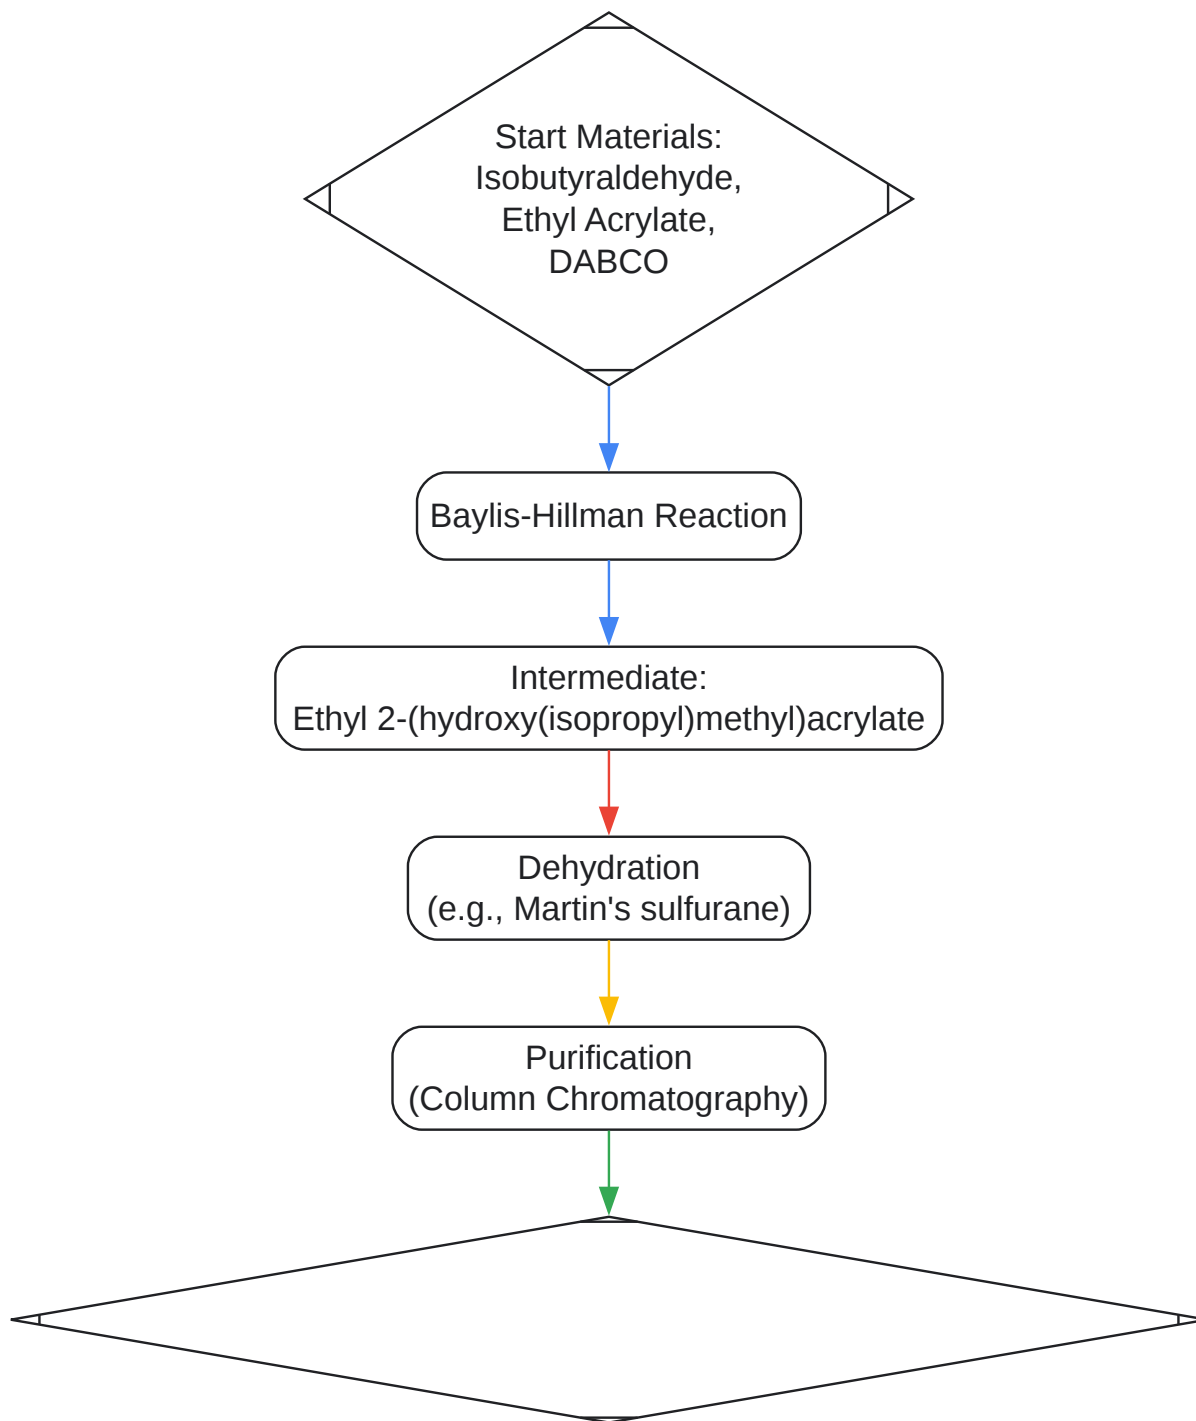 Start Materials:
Isobutyraldehyde,
Ethyl Acrylate,
DABCO
Baylis-Hillman Reaction
Intermediate:
Ethyl 2-(hydroxy(isopropyl)methyl)acrylate
Dehydration
(e.g., Martin's sulfurane)
Purification
(Column Chromatography)